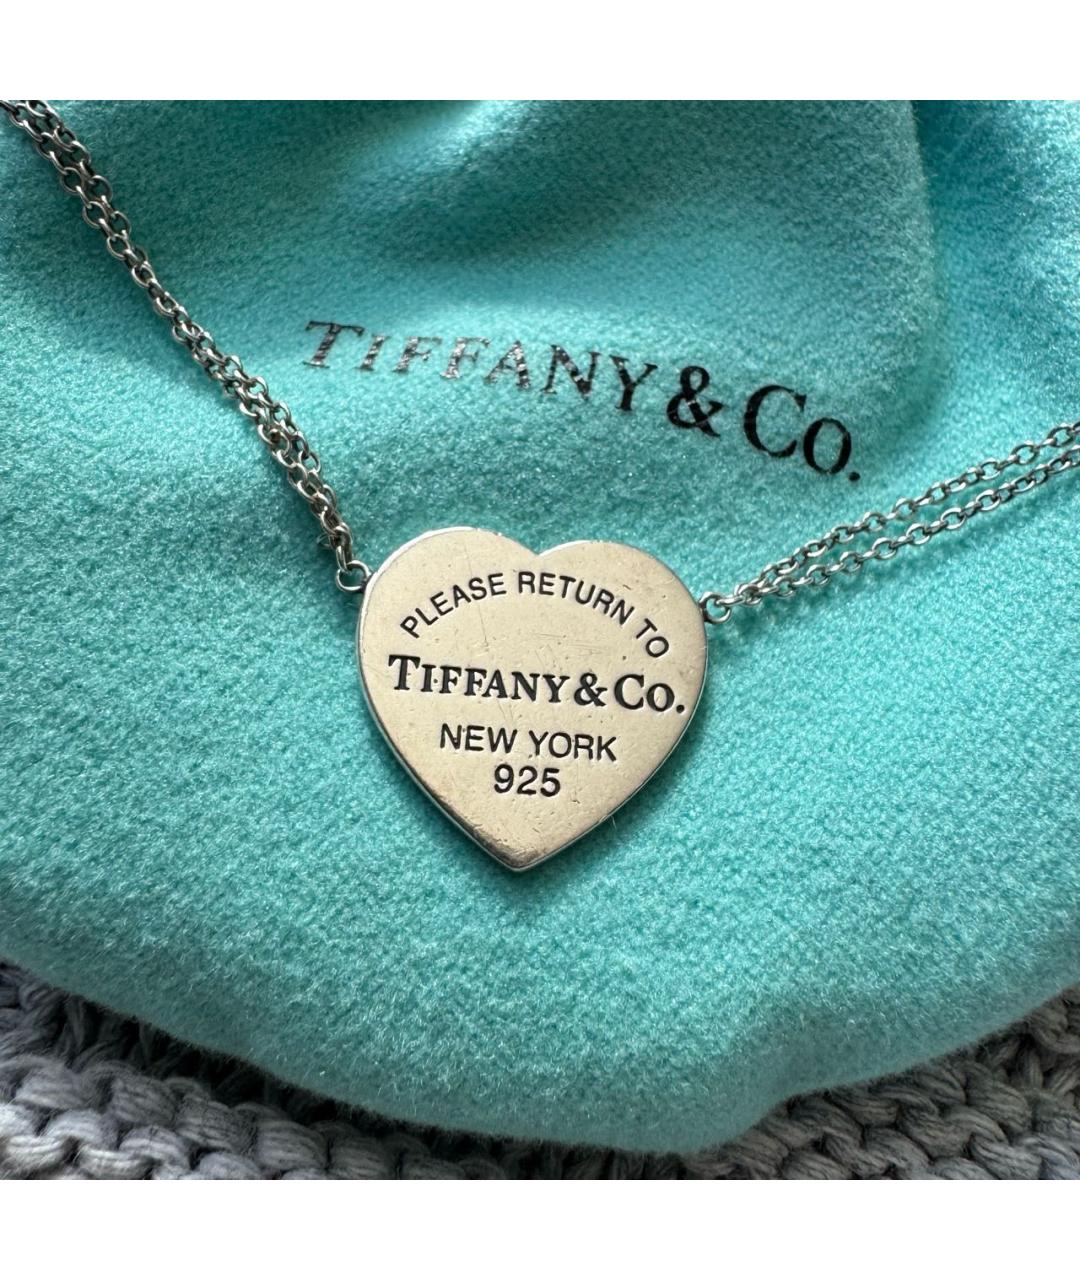 TIFFANY & CO.
PLEASE RETURN TO
TIFFANY & CO.
NEW YORK
925